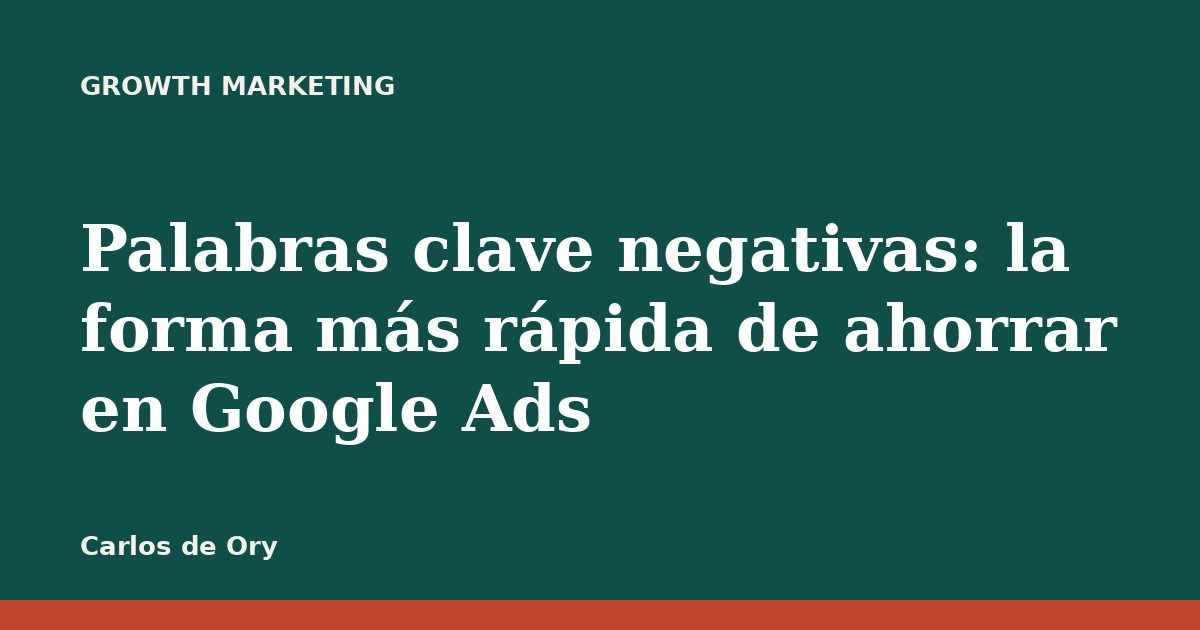 GROWTH MARKETING
Palabras clave negativas: la
forma más rápida de ahorrar
en Google Ads
Carlos de Ory